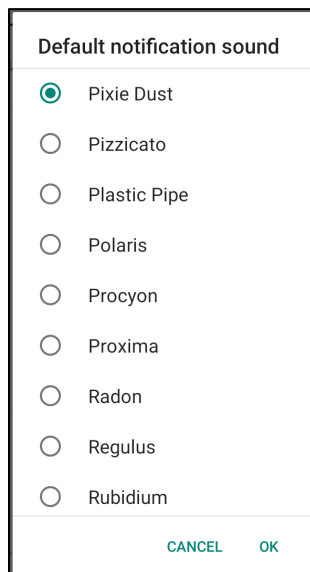 Default notification sound
Pixie Dust
Pizzicato
Plastic Pipe
Polaris
Procyon
Proxima
Radon
Regulus
Rubidium
CANCEL OK